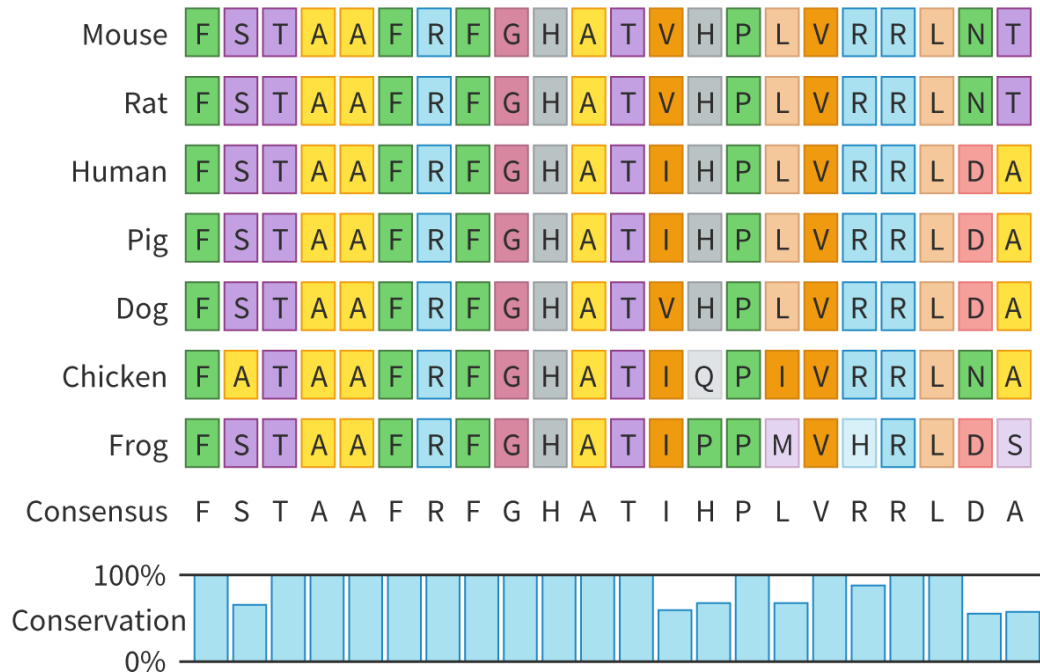 Mouse F S T A A F R F G H A T V H P L V R R L N T
Rat F S T A A F R F G H A T V H P L V R R L N T
Human F S T A A F R F G H A T I H P L V R R L D A
Pig F S T A A F R F G H A T I H P L V R R L D A
Dog F S T A A F R F G H A T V H P L V R R L D A
Chicken F A T A A F R F G H A T I Q P I V R R L N A
Frog F S T A A F R F G H A T I P P M V H R L D S
Consensus F S T A A F R F G H A T I H P L V R R L D A
100%
Conservation
0%